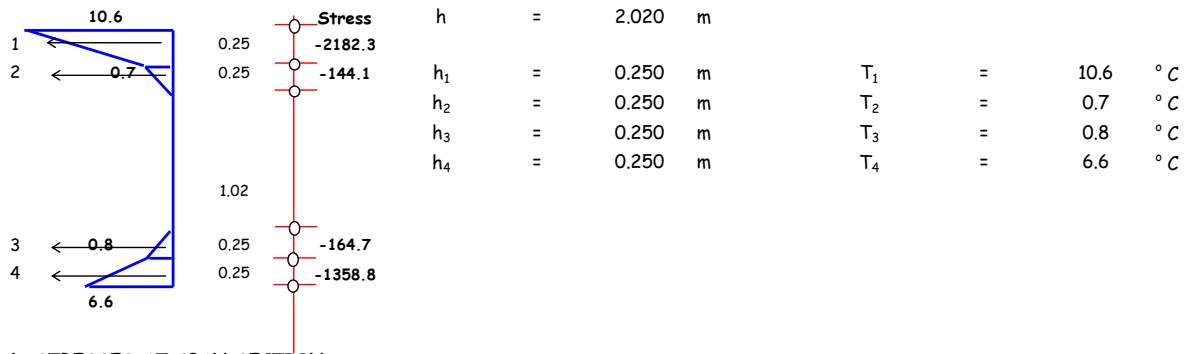 10.6 Stress h = 2.020 m
1 0.25 -2182.3
2 0.7 0.25 -144.1 h₁ = 0.250 m T₁ = 10.6 °C
h₂ = 0.250 m T₂ = 0.7 °C
h₃ = 0.250 m T₃ = 0.8 °C
h₄ = 0.250 m T₄ = 6.6 °C
1.02
3 0.8 0.25 -164.7
4 0.25 -1358.8
6.6